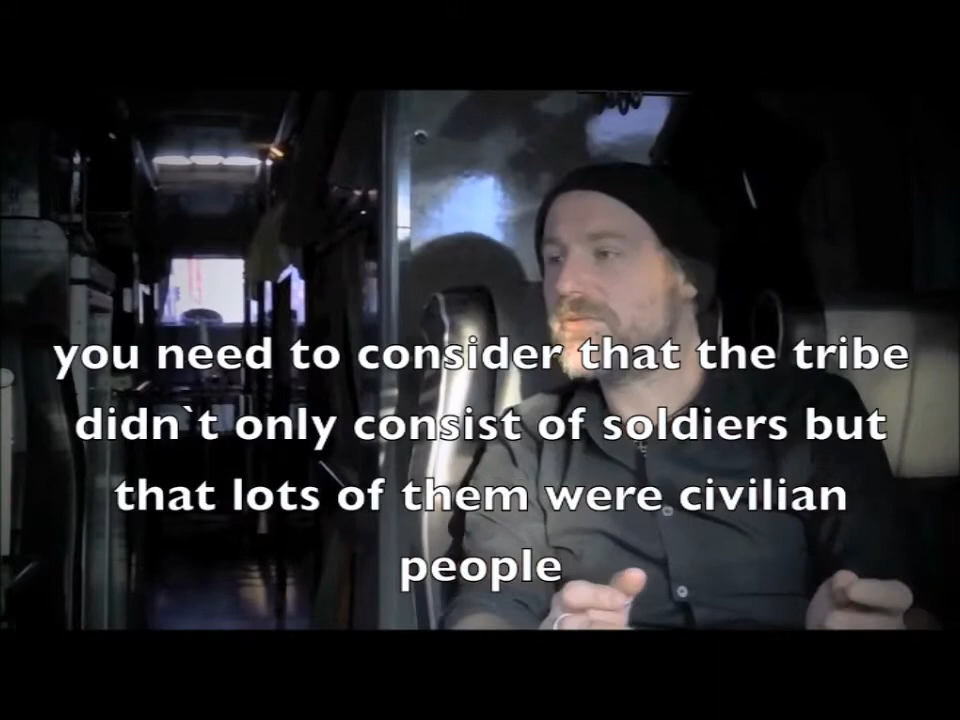 you need to consider that the tribe
didn`t only consist of soldiers but
that lots of them were civilian
people